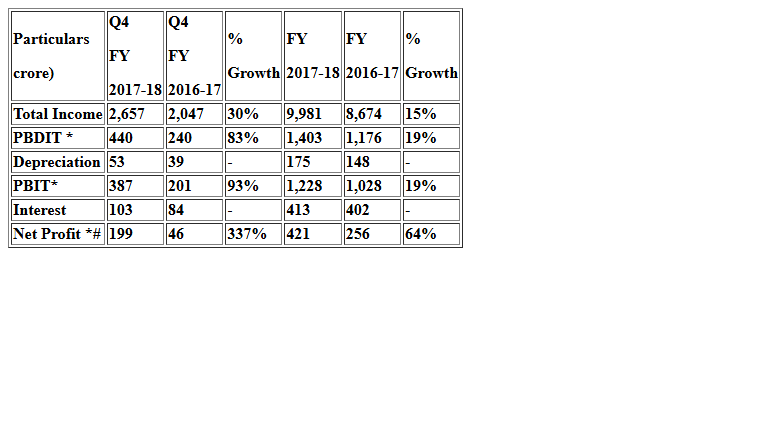 Particulars crore) Q4 FY 2017-18 Q4 FY 2016-17 % Growth FY 2017-18 FY 2016-17 % Growth
Total Income 2,657 2,047 30% 9,981 8,674 15%
PBDIT * 440 240 83% 1,403 1,176 19%
Depreciation 53 39 - 175 148 -
PBIT* 387 201 93% 1,228 1,028 19%
Interest 103 84 - 413 402 -
Net Profit *# 199 46 337% 421 256 64%